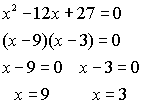 x² −12x + 27 = 0
(x − 9)(x − 3) = 0
x − 9 = 0 x − 3 = 0
x = 9 x = 3